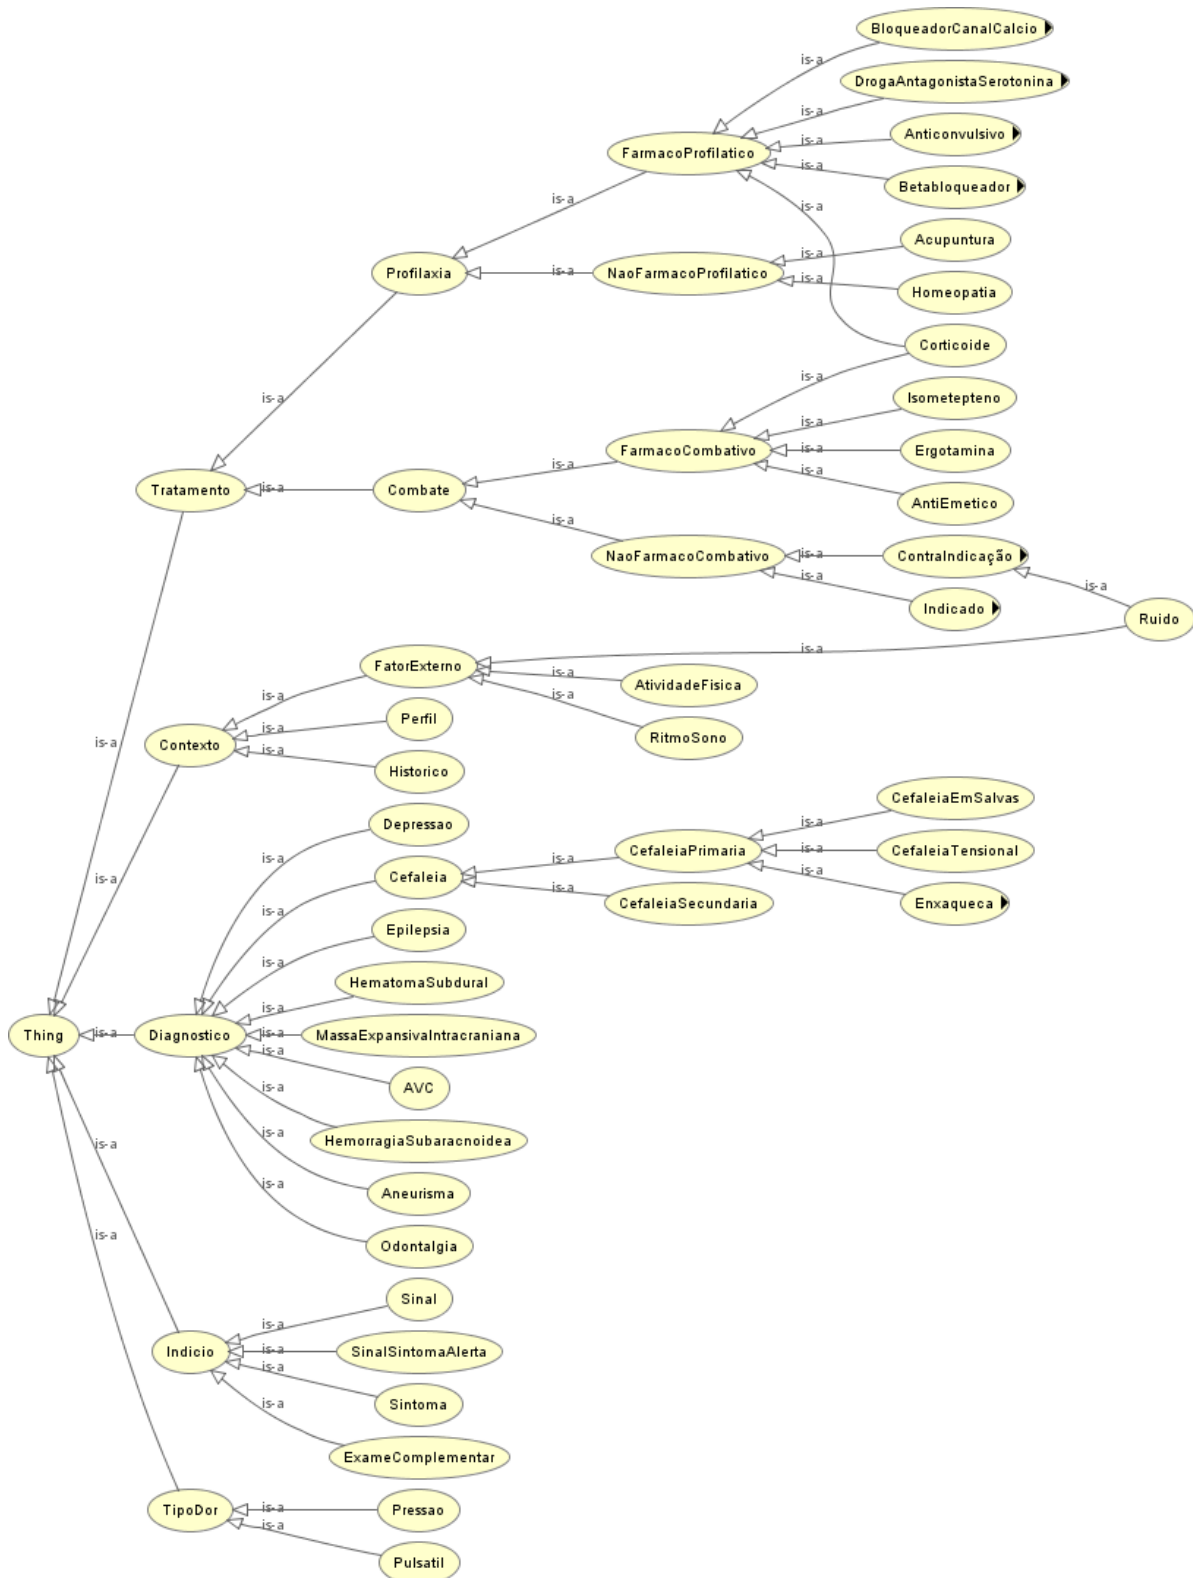 BloqueadorCanalCalcio
is-a
DrogaAntagonistaSerotonina
is-a
Anticonvulsivo
is-a
FarmacoProfilatico
is-a
Betabloqueador
is-a
is-a
Acupuntura
is-a
Profilaxia
is-a
NaoFarmacoProfilatico
is-a
Homeopatia
Corticoide
is-a
is-a
Isometepteno
is-a
FarmacoCombativo
is-a
Ergotamina
is-a
is-a
Tratamento
is-a
Combate
AntiEmetico
is-a
NaoFarmacoCombativo
is-a
ContraIndicação
is-a
is-a
Indicado
Ruido
is-a
FatorExterno
is-a
AtividadeFisica
is-a
is-a
Perfil
is-a
RitmoSono
is-a
Contexto
is-a
Historico
CefaleiaEmSalvas
Depressao
is-a
is-a
CefaleiaPrimaria
is-a
CefaleiaTensional
is-a
Cefaleia
is-a
is-a
is-a
CefaleiaSecundaria
Enxaqueca
is-a
Epilepsia
is-a
HematomaSubdural
is-a
Thing
is-a
Diagnostico
is-a
MassaExpansivaIntracraniana
is-a
AVC
is-a
HemorragiaSubaracnoidea
is-a
is-a
Aneurisma
is-a
is-a
Odontalgia
Sinal
is-a
Indicio
is-a
SinalSintomaAlerta
is-a
Sintoma
is-a
ExameComplementar
TipoDor
is-a
Pressao
is-a
Pulsatil